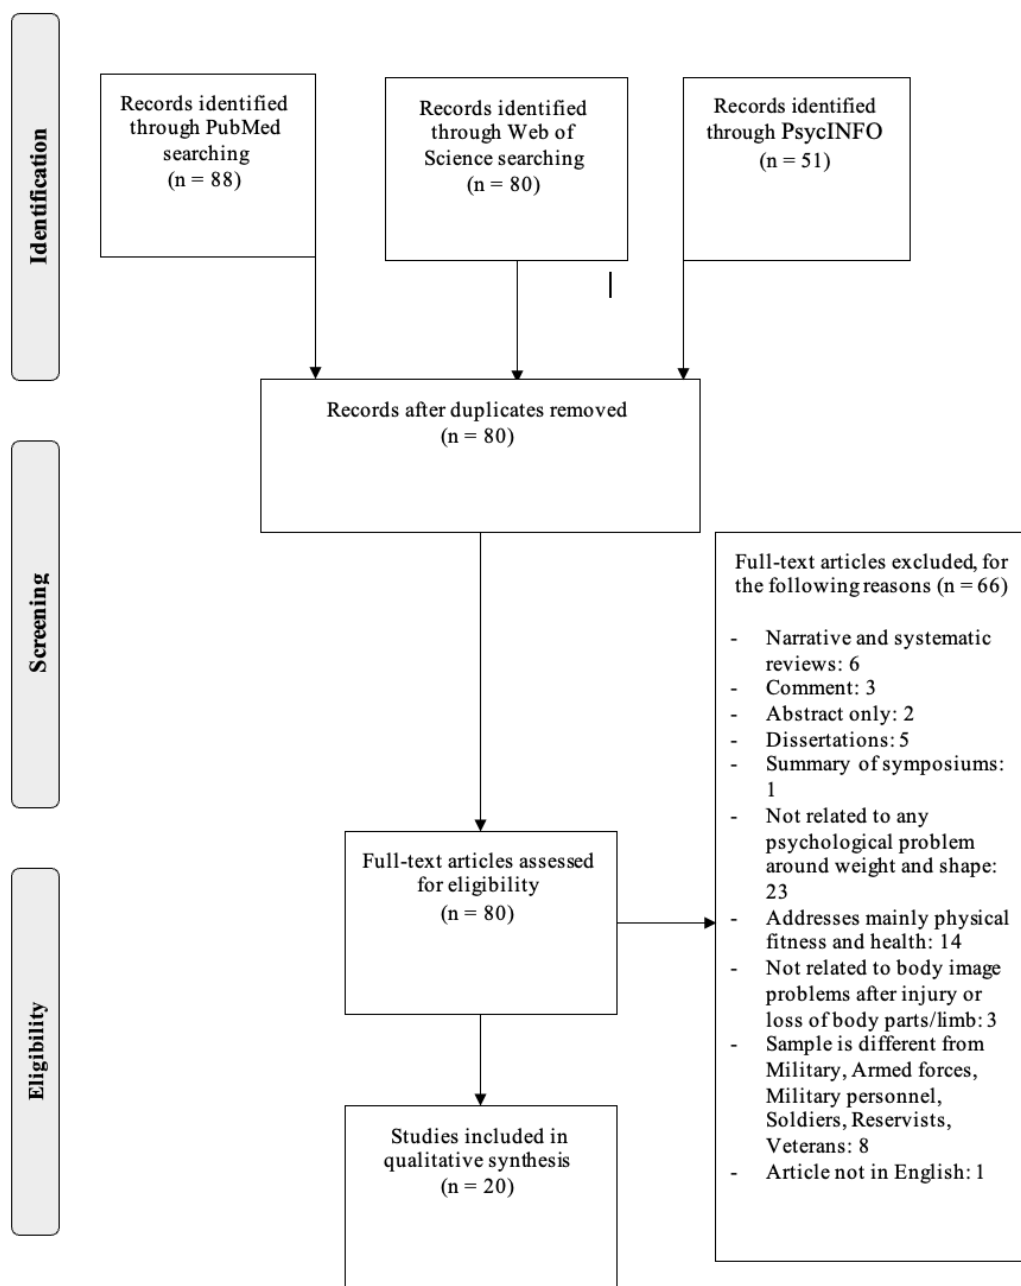 Identification
Records identified
through PubMed
searching
(n = 88)
Records identified
through Web of
Science searching
(n = 80)
Records identified
through PsycINFO
(n = 51)
Records after duplicates removed
(n = 80)
Screening
Full-text articles excluded, for
the following reasons (n = 66)
- Narrative and systematic
reviews: 6
- Comment: 3
- Abstract only: 2
- Dissertations: 5
- Summary of symposiums:
1
- Not related to any
psychological problem
around weight and shape:
23
- Addresses mainly physical
fitness and health: 14
- Not related to body image
problems after injury or
loss of body parts/limb: 3
- Sample is different from
Military, Armed forces,
Military personnel,
Soldiers, Reservists,
Veterans: 8
- Article not in English: 1
Full-text articles assessed
for eligibility
(n = 80)
Eligibility
Studies included in
qualitative synthesis
(n = 20)